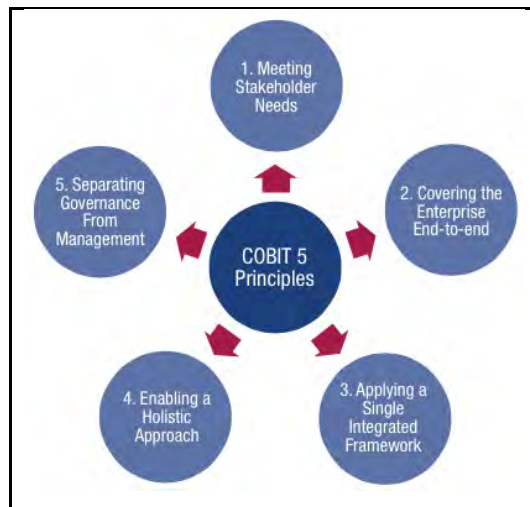 1. Meeting
Stakeholder
Needs
5. Separating
Governance
From
Management
2. Covering the
Enterprise
End-to-end
COBIT 5
Principles
4. Enabling a
Holistic
Approach
3. Applying a
Single
Integrated
Framework